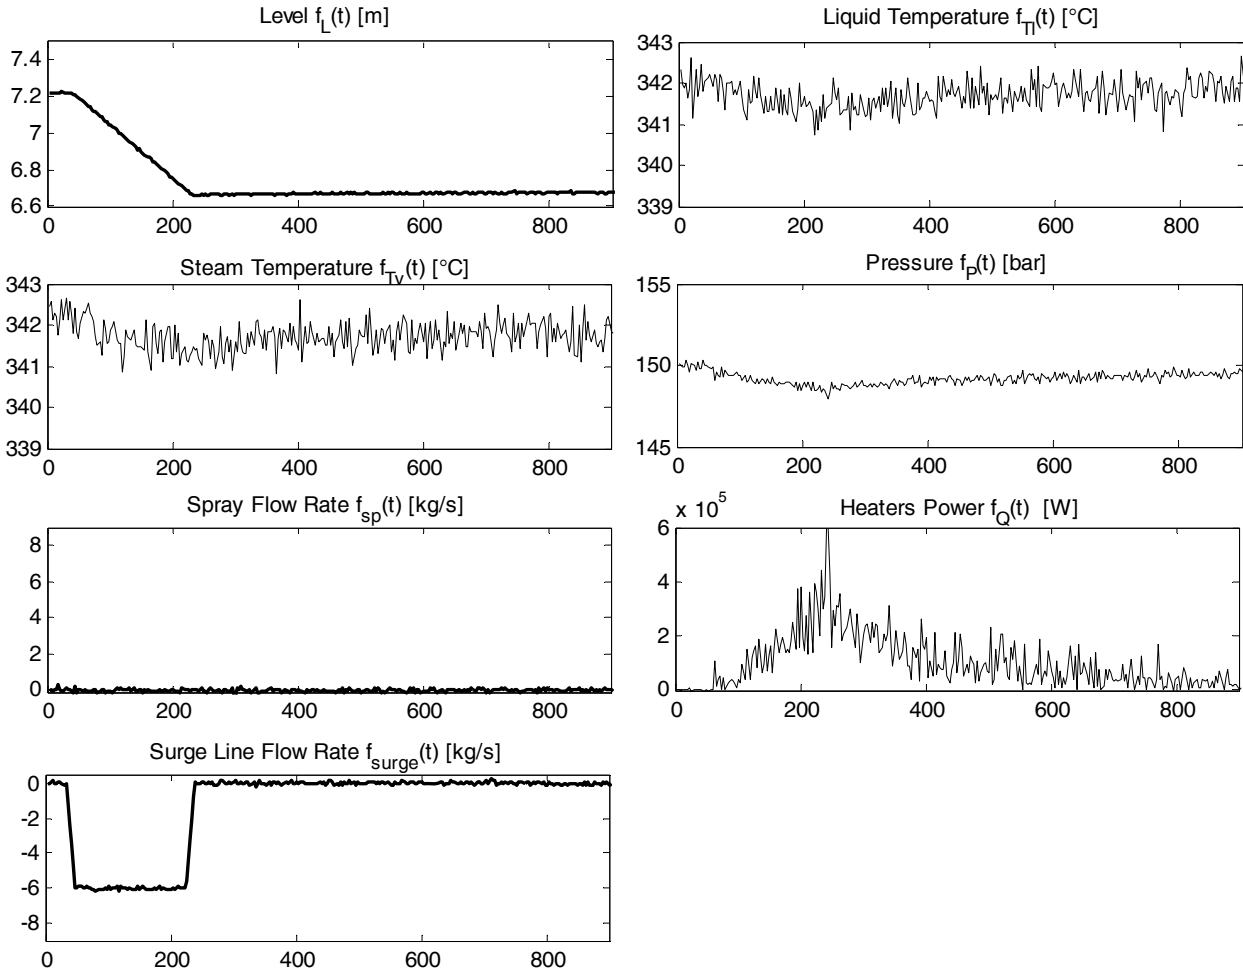 Level f_L(t) [m]
7.4
7.2
7
6.8
6.6
0 200 400 600 800
Liquid Temperature f_Tl(t) [°C]
343
342
341
340
339
0 200 400 600 800
Steam Temperature f_Tv(t) [°C]
343
342
341
340
339
0 200 400 600 800
Pressure f_P(t) [bar]
155
150
145
0 200 400 600 800
Spray Flow Rate f_sp(t) [kg/s]
8
6
4
2
0
0 200 400 600 800
Heaters Power f_Q(t) [W]
x 10^5
6
4
2
0
0 200 400 600 800
Surge Line Flow Rate f_surge(t) [kg/s]
0
-2
-4
-6
-8
0 200 400 600 800